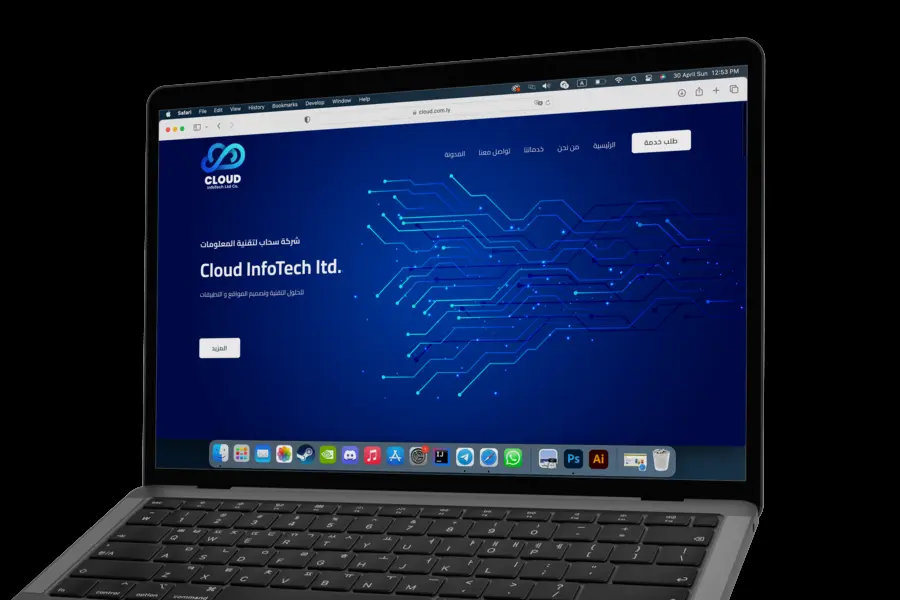 Safari File Edit View History Bookmarks Develop Window Help
A
30 April Sun 12:53 PM
cloud.com.ly
CLOUD
InfoTech Ltd Co.
طلب خدمة
الرئيسية
من نحن
خدماتنا
تواصل معنا
المدونة
شركة سحاب لتقنية المعلومات
Cloud InfoTech ltd.
للحلول التقنية وتصميم المواقع و التطبيقات
المزيد
IJ
Ps
Ai
control option command